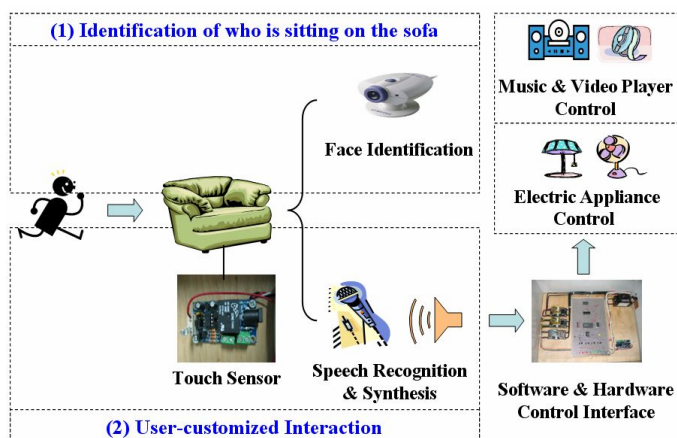 (1) Identification of who is sitting on the sofa
Face Identification
Touch Sensor
Speech Recognition
& Synthesis
(2) User-customized Interaction
Music & Video Player
Control
Electric Appliance
Control
Software & Hardware
Control Interface